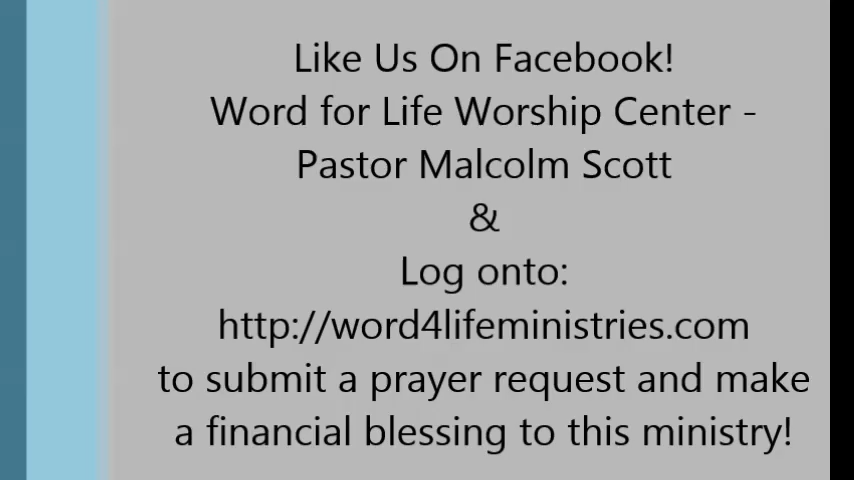 Like Us On Facebook!
Word for Life Worship Center -
Pastor Malcolm Scott
&
Log onto:
http://word4lifeministries.com
to submit a prayer request and make
a financial blessing to this ministry!